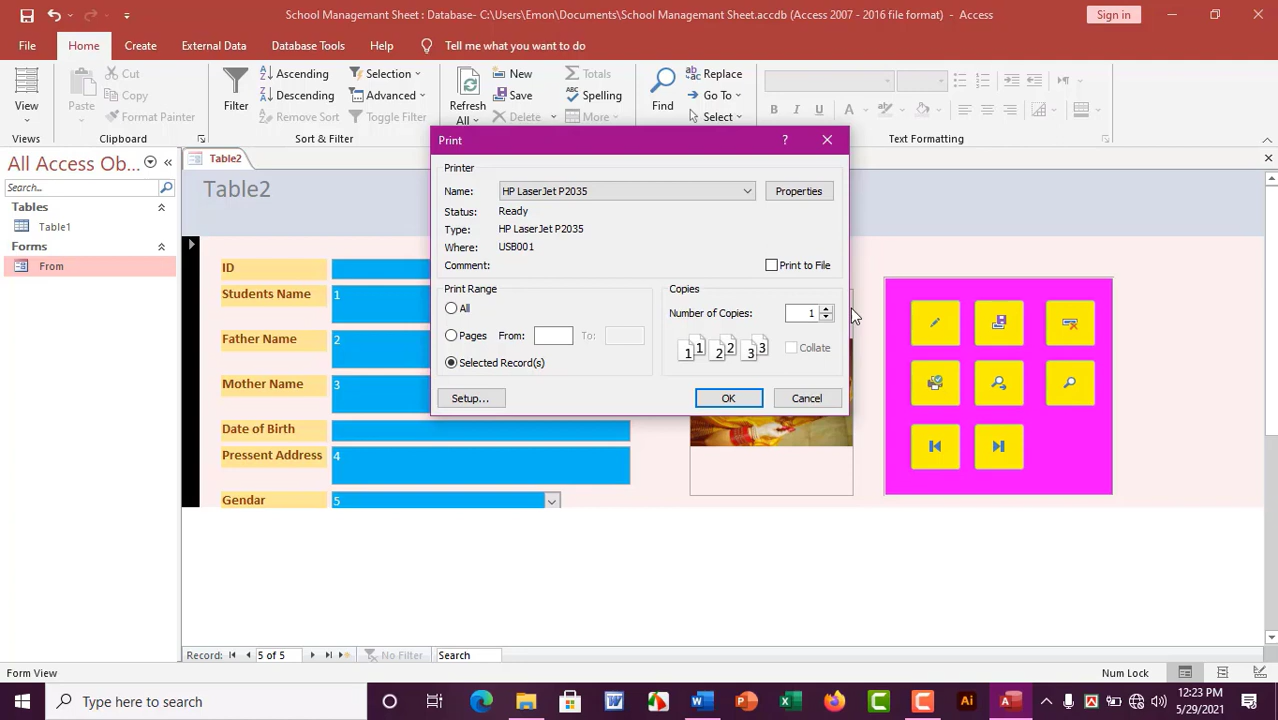 School Managemant Sheet : Database- C:\Users\Emon\Documents\School Managemant Sheet.accdb (Access 2007 - 2016 file format) - Access
Sign in
File
Home
Create
External Data
Database Tools
Help
Tell me what you want to do
View
Views
Paste
Cut
Copy
Format Painter
Clipboard
Filter
Ascending
Descending
Remove Sort
Selection
Advanced
Toggle Filter
Sort & Filter
Refresh
All
New
Save
Delete
Totals
Spelling
More
Find
Replace
Go To
Select
B I U A
Text Formatting
All Access Ob...
Search...
Tables
Table1
Forms
From
Table2
Table2
ID
Students Name 1
Father Name 2
Mother Name 3
Date of Birth
Pressent Address 4
Gendar 5
Print
?
Printer
Name: HP LaserJet P2035
Properties
Status: Ready
Type: HP LaserJet P2035
Where: USB001
Comment:
Print to File
Print Range
All
Pages From: To:
Selected Record(s)
Copies
Number of Copies: 1
1 1 2 2 3 3
Collate
Setup...
OK
Cancel
Record: 5 of 5 No Filter Search
Form View
Num Lock
Type here to search
Ai
12:23 PM
5/29/2021